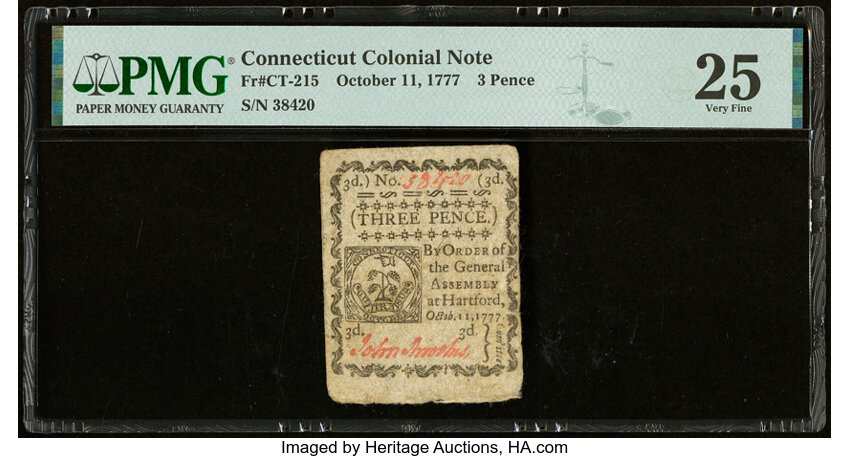 PMG®
PAPER MONEY GUARANTY
Connecticut Colonial Note
Fr#CT-215 October 11, 1777 3 Pence
S/N 38420
25
Very Fine
3d.) No. 38420 (3d.
(THREE PENCE.)
CONNECTICUT
By ORDER of
the General
ASSEMBLY
at Hartford,
Octob. 11, 1777.
3d. 3d.
John
Imaged by Heritage Auctions, HA.com